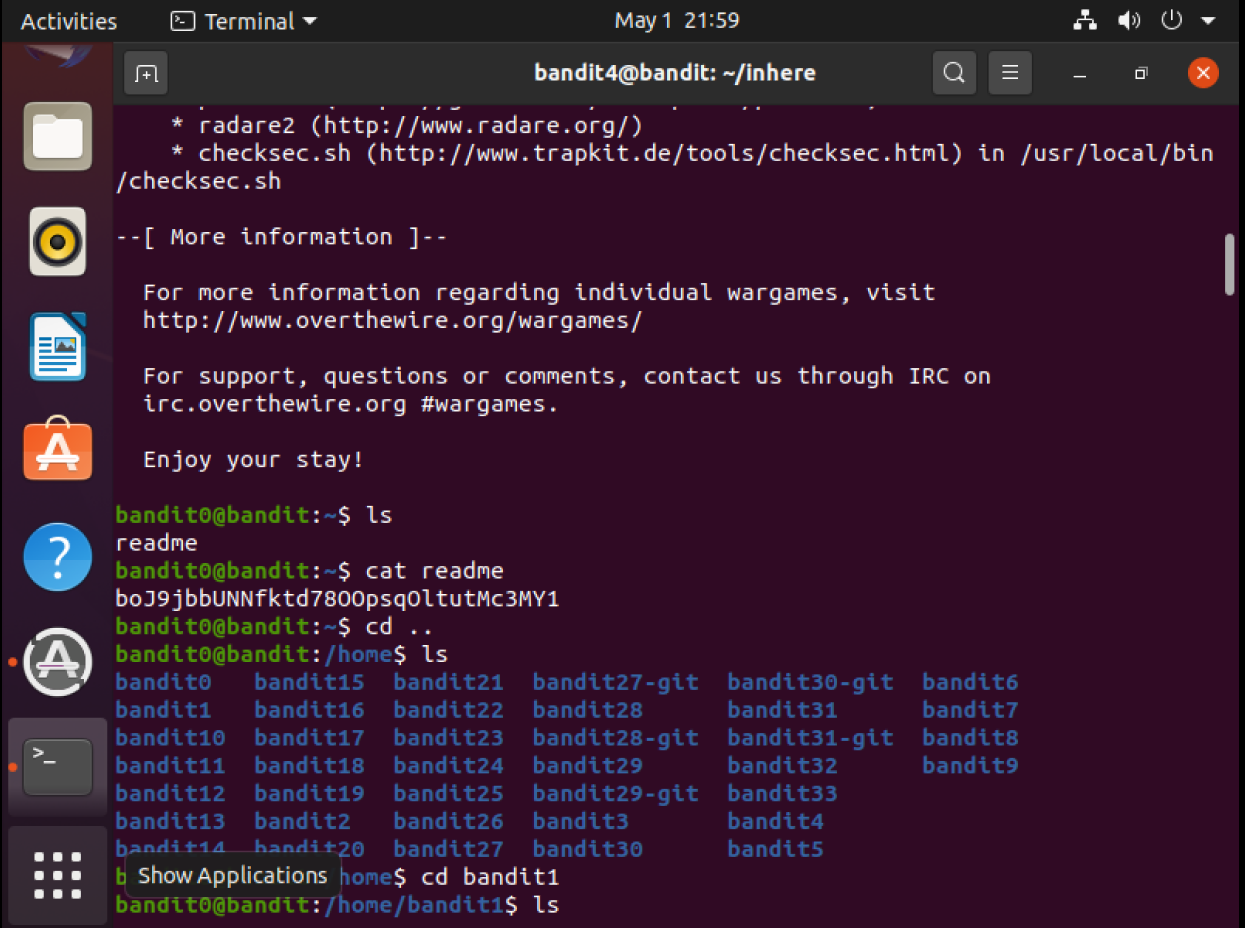 Activities Terminal May 1 21:59
bandit4@bandit: ~/inhere
* radare2 (http://www.radare.org/)
* checksec.sh (http://www.trapkit.de/tools/checksec.html) in /usr/local/bin
/checksec.sh
--[ More information ]--
For more information regarding individual wargames, visit
http://www.overthewire.org/wargames/
For support, questions or comments, contact us through IRC on
irc.overthewire.org #wargames.
Enjoy your stay!
bandit0@bandit:~$ ls
readme
bandit0@bandit:~$ cat readme
boJ9jbbUNNfktd78OOpsqOltutMc3MY1
bandit0@bandit:~$ cd ..
bandit0@bandit:/home$ ls
bandit0 bandit15 bandit21 bandit27-git bandit30-git bandit6
bandit1 bandit16 bandit22 bandit28 bandit31 bandit7
bandit10 bandit17 bandit23 bandit28-git bandit31-git bandit8
bandit11 bandit18 bandit24 bandit29 bandit32 bandit9
bandit12 bandit19 bandit25 bandit29-git bandit33
bandit13 bandit2 bandit26 bandit3 bandit4
bandit14 bandit20 bandit27 bandit30 bandit5
Show Applications home$ cd bandit1
bandit0@bandit:/home/bandit1$ ls